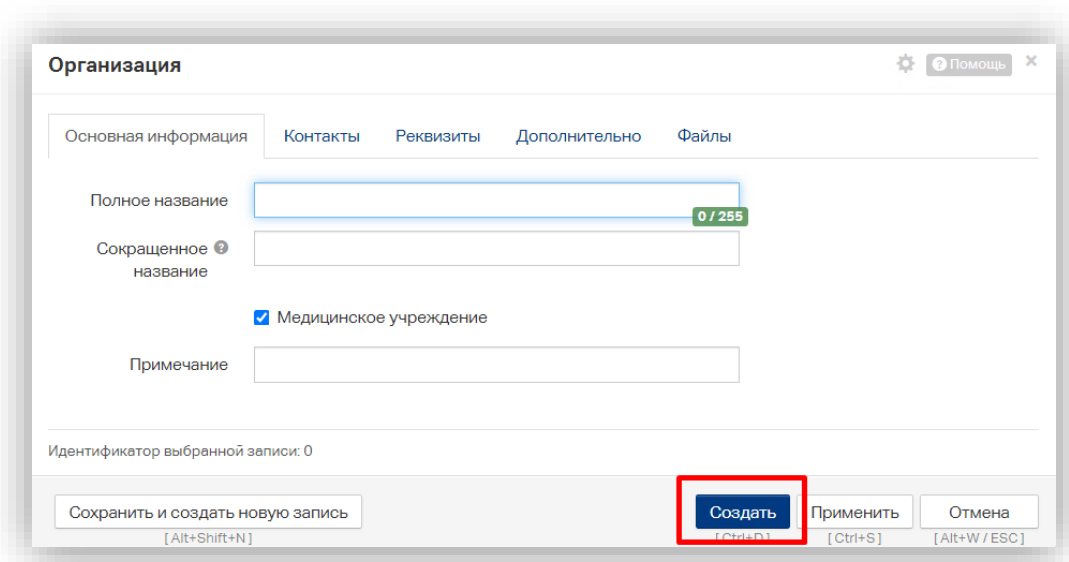 Организация
Помощь
Основная информация Контакты Реквизиты Дополнительно Файлы
Полное название
0 / 255
Сокращенное
название
Медицинское учреждение
Примечание
Идентификатор выбранной записи: 0
Сохранить и создать новую запись Создать Применить Отмена
[Alt+Shift+N] [Ctrl+D] [Ctrl+S] [Alt+W / ESC]